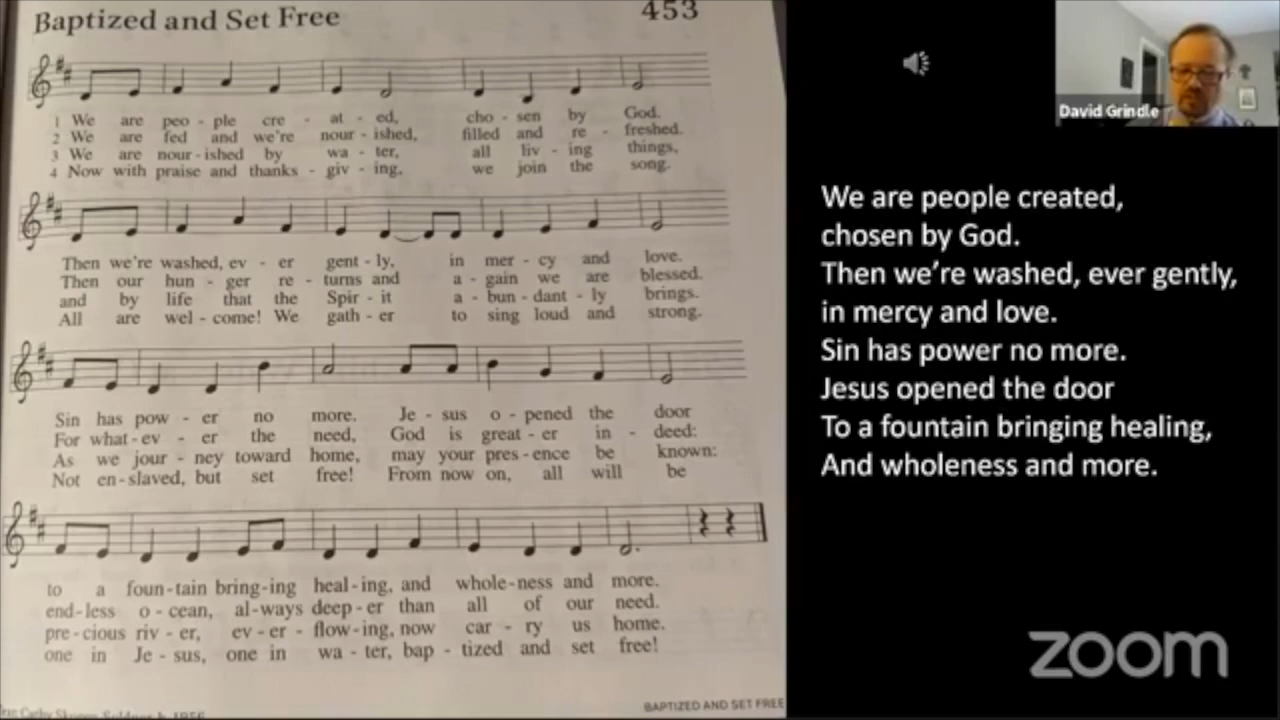 Baptized and Set Free
453
1 We are peo - ple cre - at - ed, cho - sen by God.
2 We are fed and we're nour - ished, filled and re - freshed.
3 We are nour - ished by wa - ter, all liv - ing things,
4 Now with praise and thanks - giv - ing, we join the song.
Then we're washed, ev - er gent - ly, in mer - cy and love.
Then our hun - ger re - turns and a - gain we are blessed.
and by life that the Spir - it a - bun - dant - ly brings.
All are wel - come! We gath - er to sing loud and strong.
Sin has pow - er no more. Je - sus o - pened the door
For what - ev - er the need, God is great - er in - deed:
As we jour - ney toward home, may your pres - ence be known:
Not en - slaved, but set free! From now on, all will be
to a foun - tain bring - ing heal - ing, and whole - ness and more.
end - less o - cean, al - ways deep - er than all of our need.
pre - cious riv - er, ev - er - flow - ing, now car - ry us home.
one in Je - sus, one in wa - ter, bap - tized and set free!
BAPTIZED AND SET FREE
David Grindle
We are people created,
chosen by God.
Then we're washed, ever gently,
in mercy and love.
Sin has power no more.
Jesus opened the door
To a fountain bringing healing,
And wholeness and more.
zoom